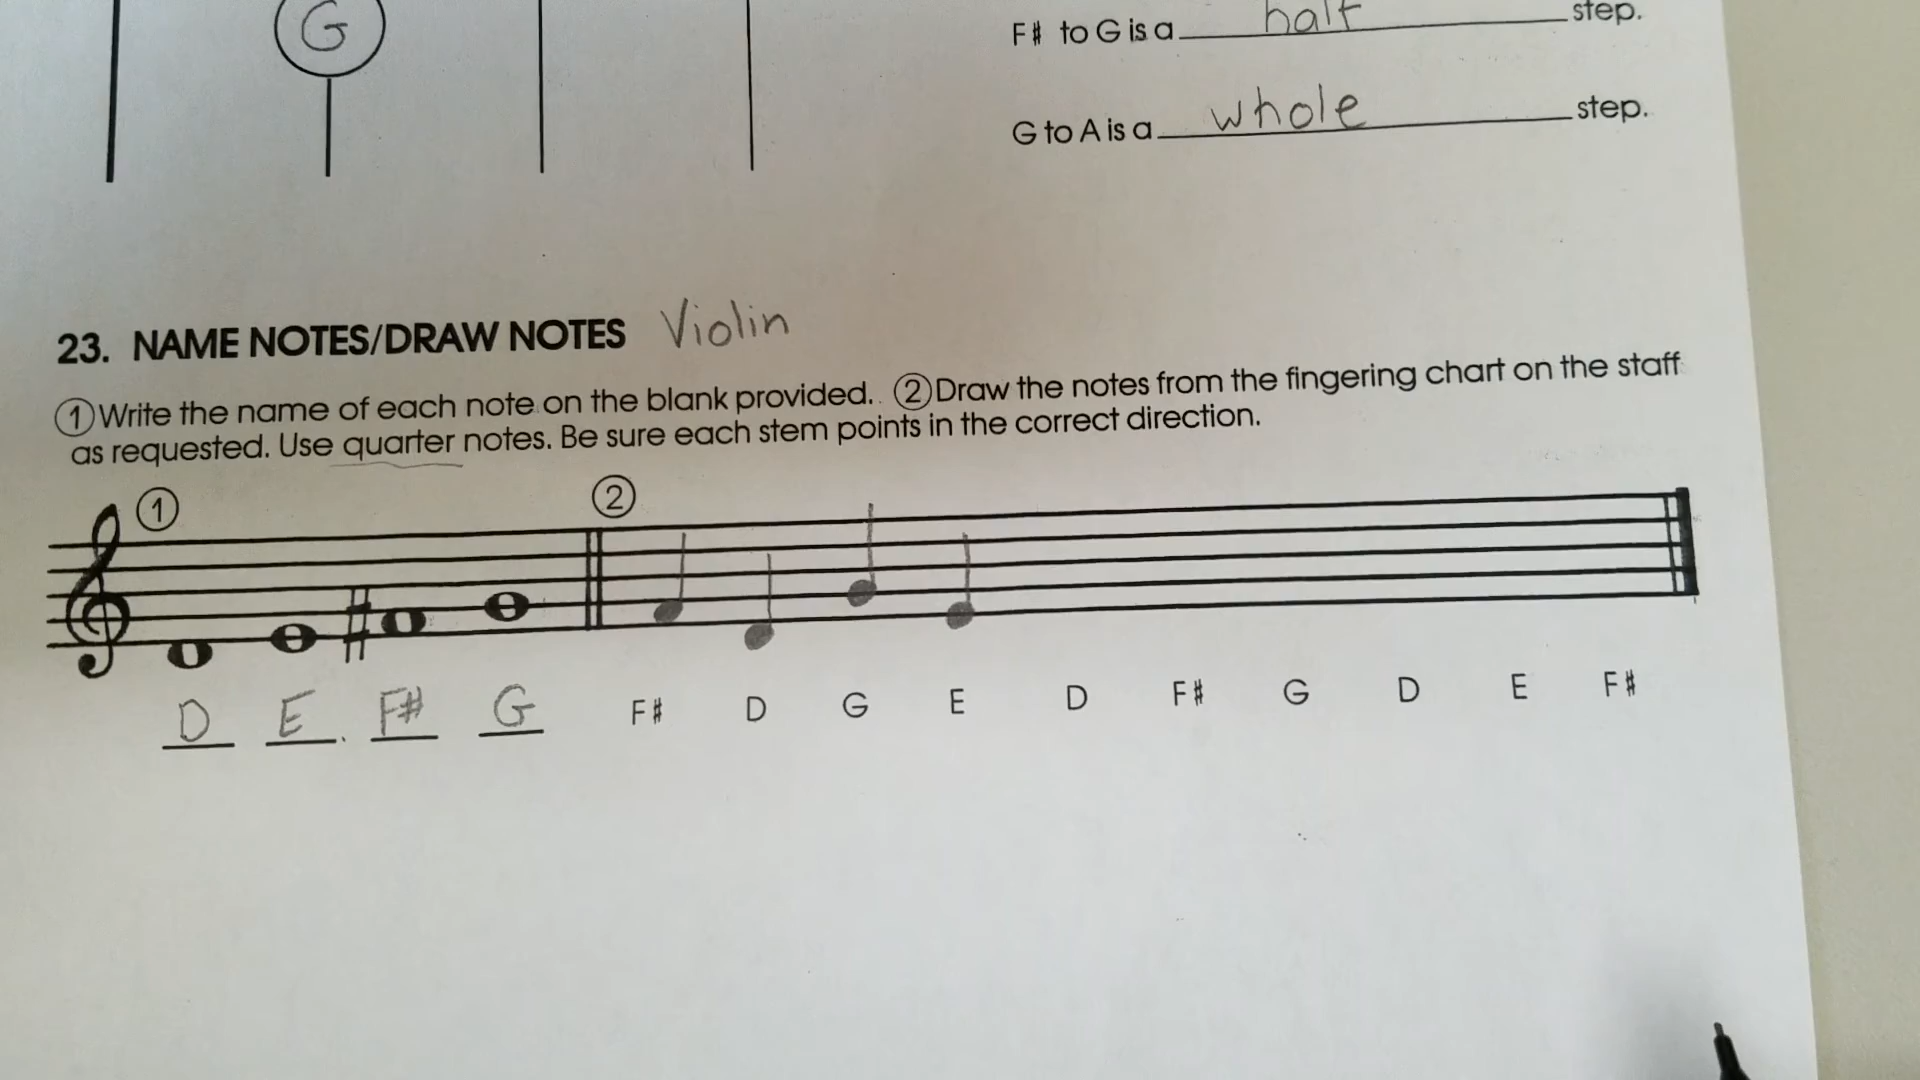 G
F♯ to G is a half step.
G to A is a whole step.
23. NAME NOTES/DRAW NOTES Violin
① Write the name of each note on the blank provided. ② Draw the notes from the fingering chart on the staff
as requested. Use quarter notes. Be sure each stem points in the correct direction.
① ②
D E F# G F♯ D G E D F♯ G D E F♯